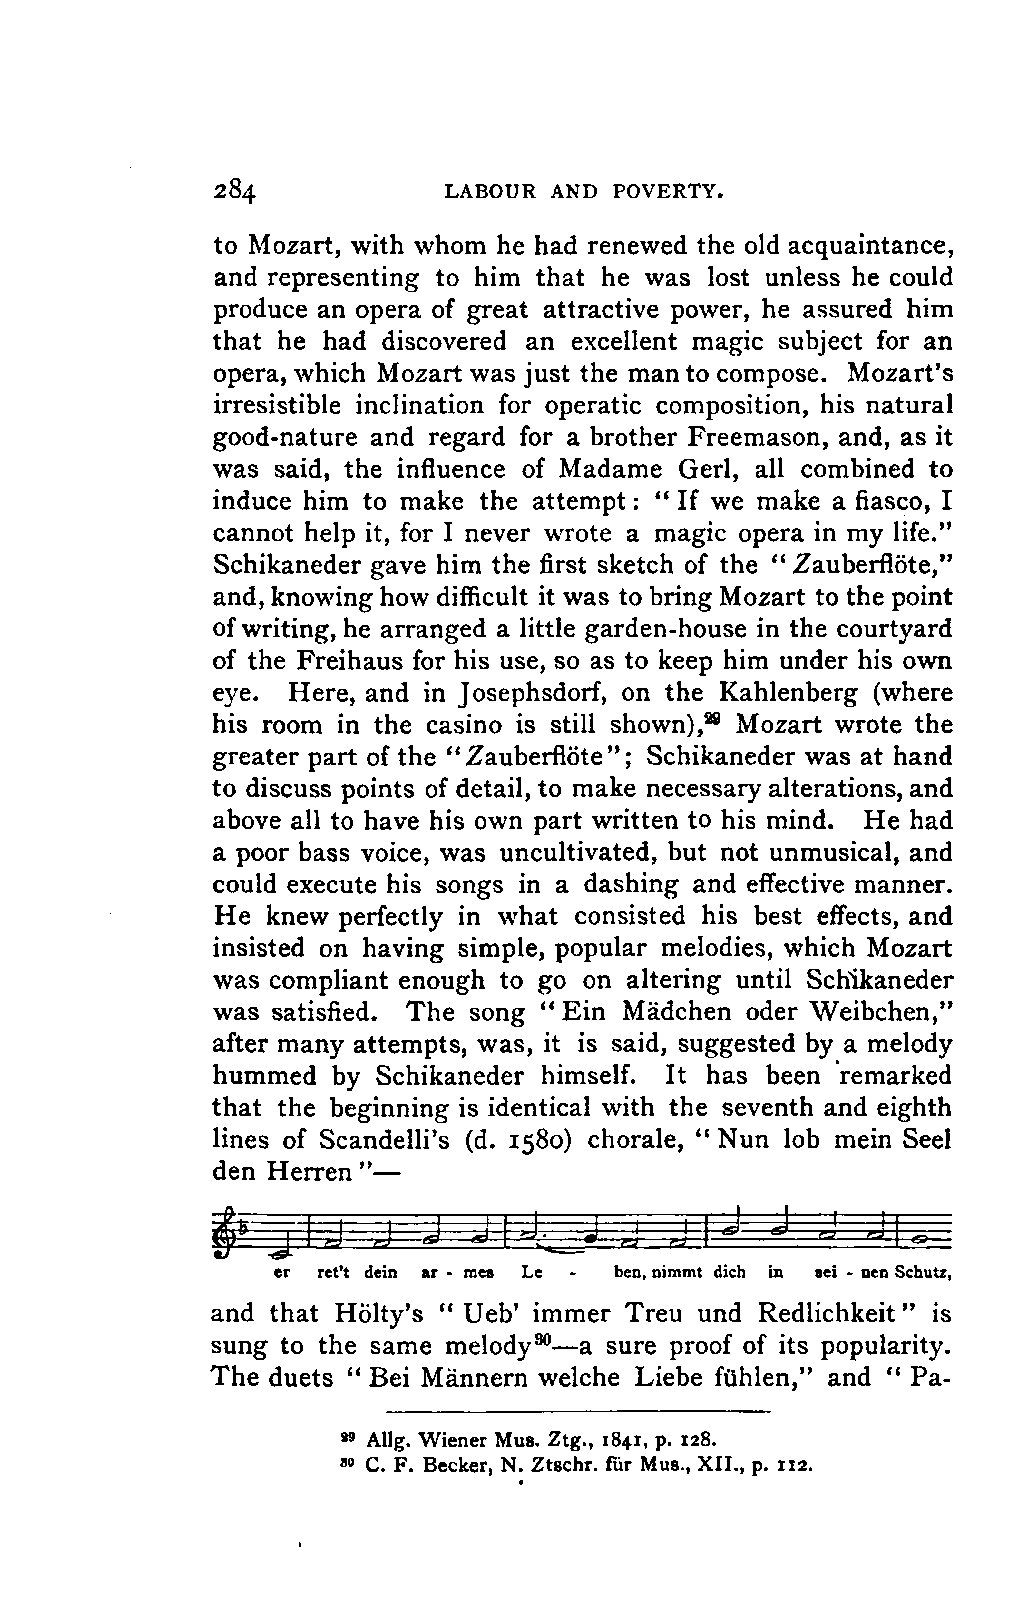 284 LABOUR AND POVERTY.
to Mozart, with whom he had renewed the old acquaintance,
and representing to him that he was lost unless he could
produce an opera of great attractive power, he assured him
that he had discovered an excellent magic subject for an
opera, which Mozart was just the man to compose. Mozart's
irresistible inclination for operatic composition, his natural
good-nature and regard for a brother Freemason, and, as it
was said, the influence of Madame Gerl, all combined to
induce him to make the attempt: “ If we make a fiasco, I
cannot help it, for I never wrote a magic opera in my life.”
Schikaneder gave him the first sketch of the “ Zauberflöte,”
and, knowing how difficult it was to bring Mozart to the point
of writing, he arranged a little garden-house in the courtyard
of the Freihaus for his use, so as to keep him under his own
eye. Here, and in Josephsdorf, on the Kahlenberg (where
his room in the casino is still shown),²⁹ Mozart wrote the
greater part of the “Zauberflöte”; Schikaneder was at hand
to discuss points of detail, to make necessary alterations, and
above all to have his own part written to his mind. He had
a poor bass voice, was uncultivated, but not unmusical, and
could execute his songs in a dashing and effective manner.
He knew perfectly in what consisted his best effects, and
insisted on having simple, popular melodies, which Mozart
was compliant enough to go on altering until Schikaneder
was satisfied. The song “ Ein Mädchen oder Weibchen,”
after many attempts, was, it is said, suggested by a melody
hummed by Schikaneder himself. It has been remarked
that the beginning is identical with the seventh and eighth
lines of Scandelli's (d. 1580) chorale, “ Nun lob mein Seel
den Herren ”—
er ret't dein ar - mes Le - ben, nimmt dich in sei - nen Schutz,
and that Hölty's “ Ueb' immer Treu und Redlichkeit” is
sung to the same melody³⁰—a sure proof of its popularity.
The duets “ Bei Männern welche Liebe fühlen,” and “ Pa-
²⁹ Allg. Wiener Mus. Ztg., 1841, p. 128.
³⁰ C. F. Becker, N. Ztschr. für Mus., XII., p. 112.